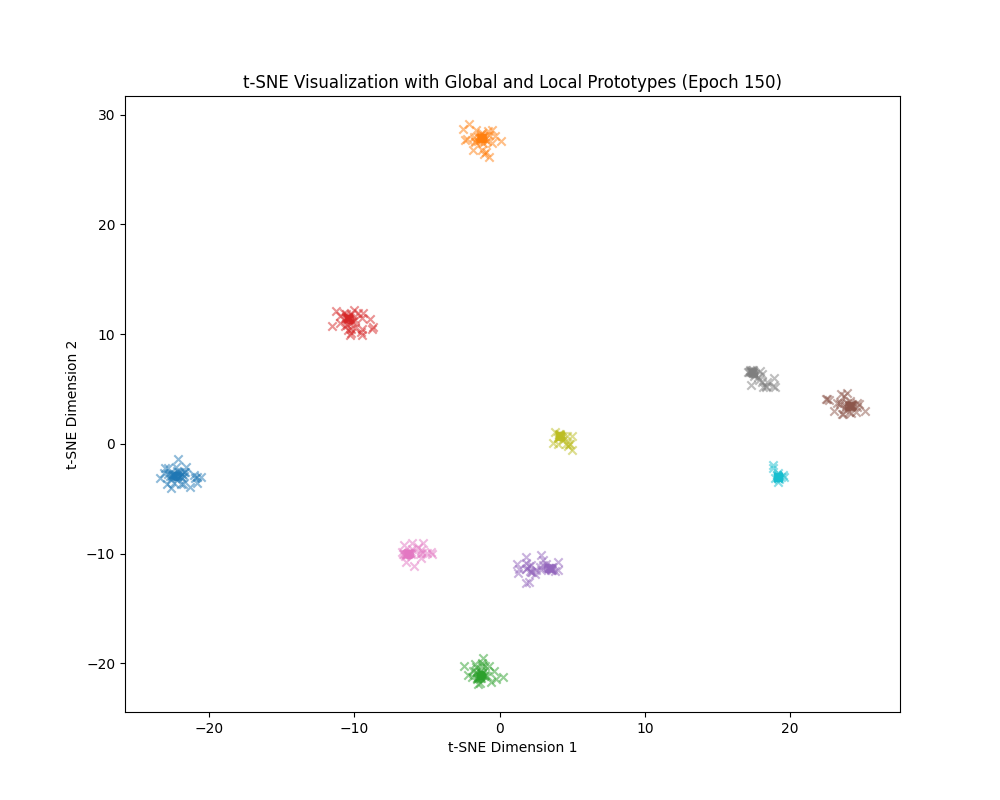 t-SNE Visualization with Global and Local Prototypes (Epoch 150)
30
20
10
0
−10
−20
t-SNE Dimension 2
−20 −10 0 10 20
t-SNE Dimension 1